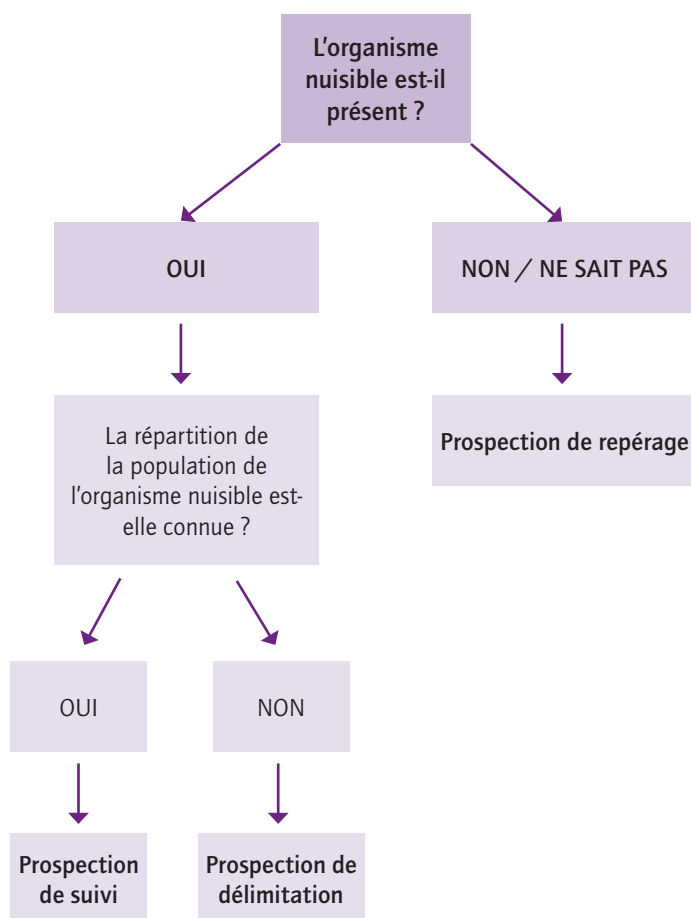 L'organisme
nuisible est-il
présent ?
OUI
NON / NE SAIT PAS
La répartition de
la population de
l'organisme nuisible est-
elle connue ?
Prospection de repérage
OUI
NON
Prospection
de suivi
Prospection de
délimitation